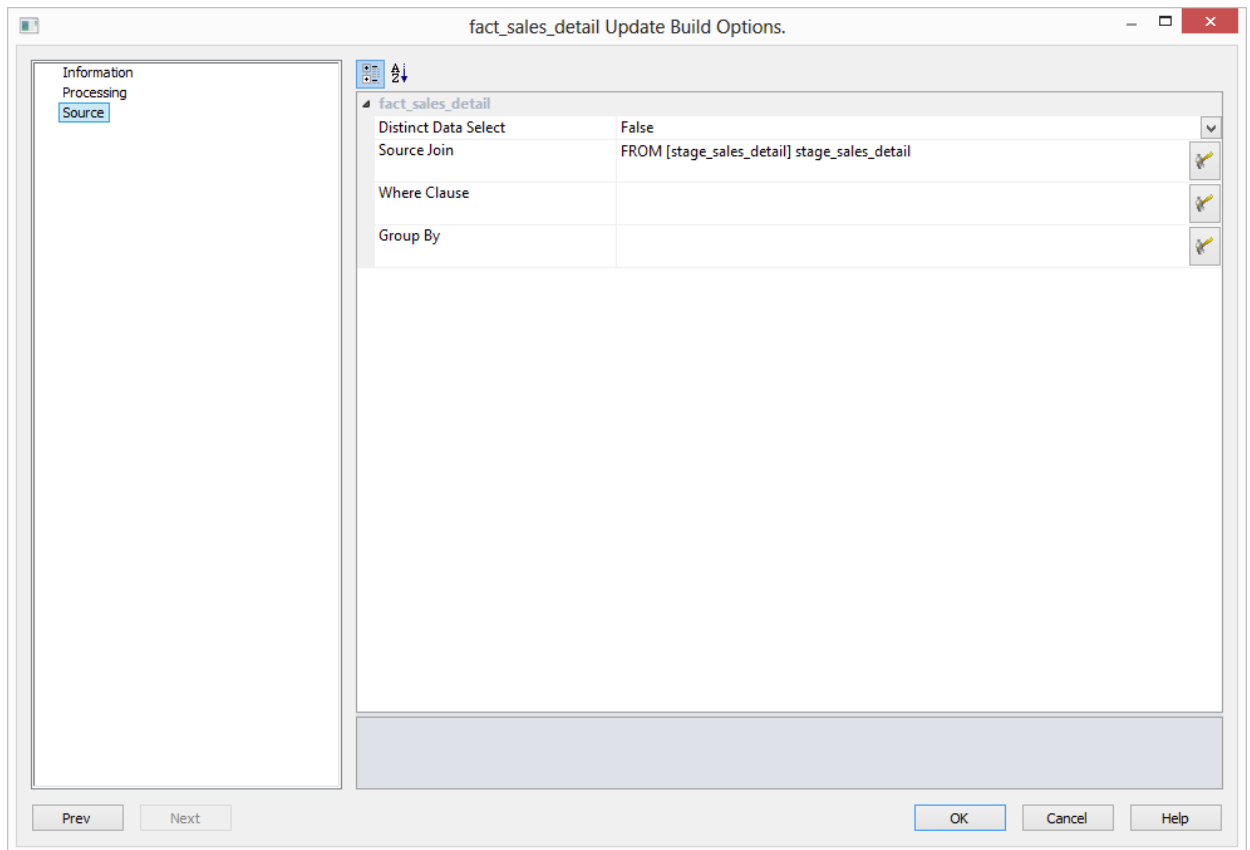 fact_sales_detail Update Build Options.
Information
Processing
Source
fact_sales_detail
Distinct Data Select False
Source Join FROM [stage_sales_detail] stage_sales_detail
Where Clause
Group By
Prev Next OK Cancel Help